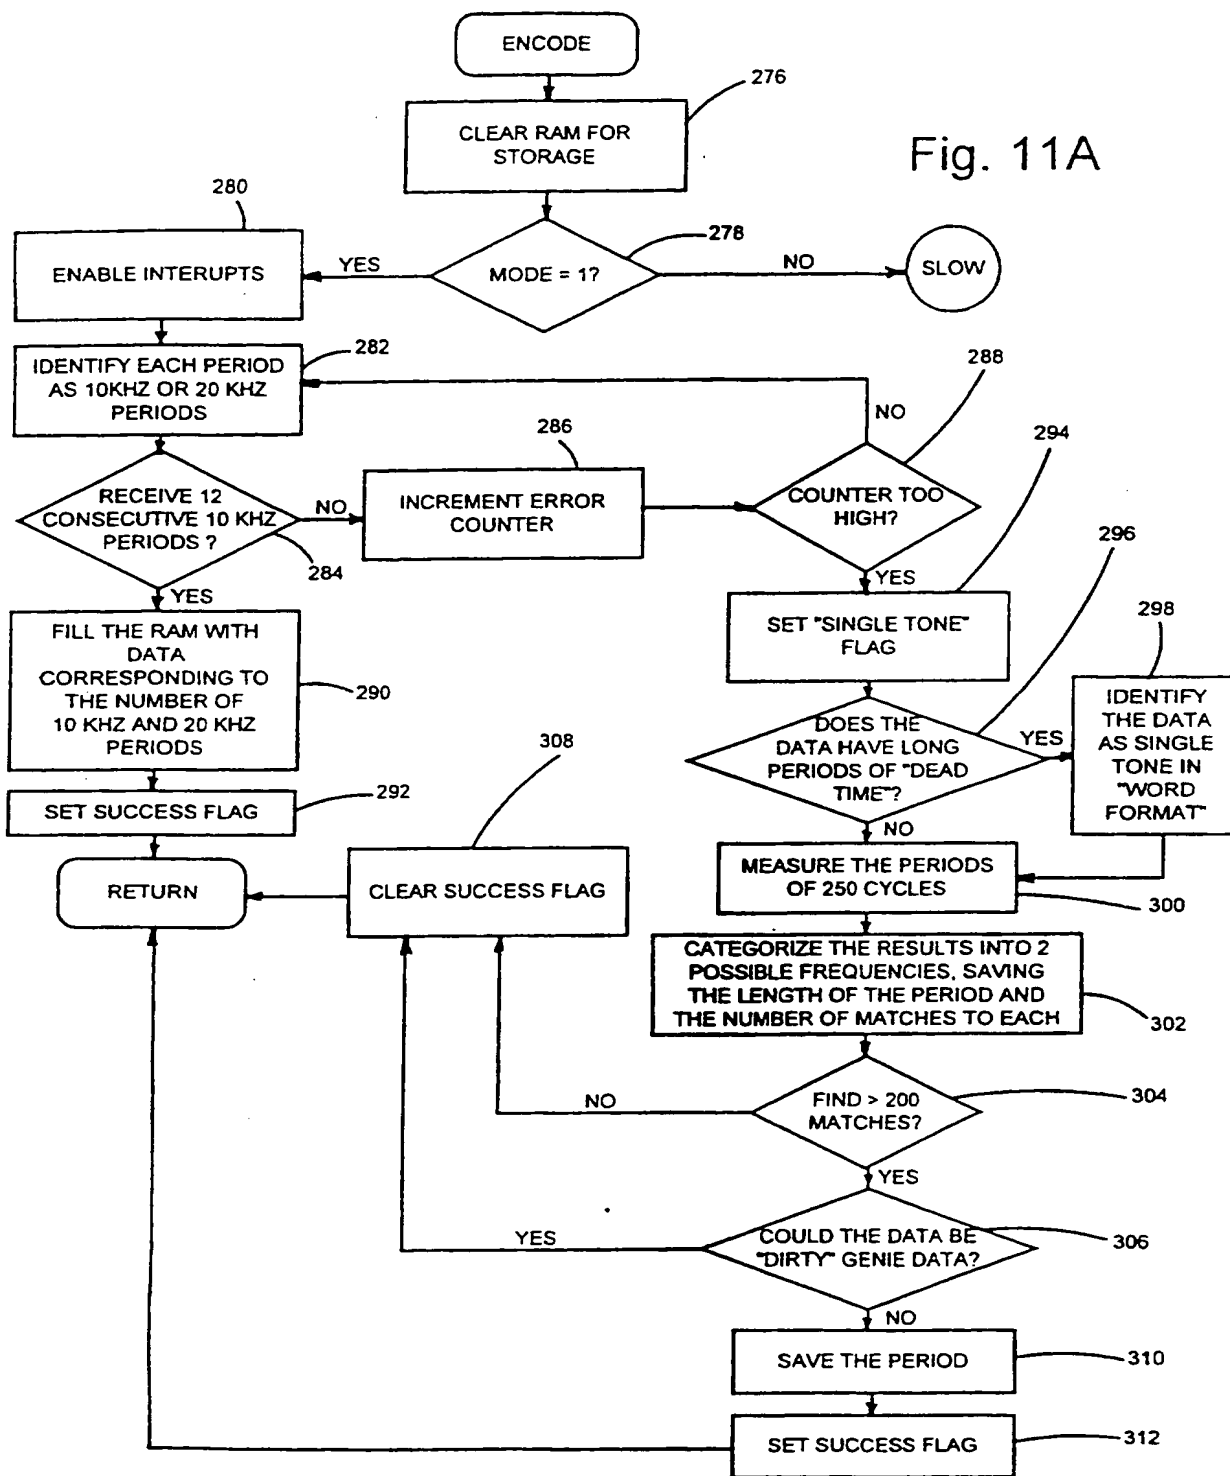 ENCODE
276
CLEAR RAM FOR
STORAGE
Fig. 11A
280
278
ENABLE INTERUPTS
YES
MODE = 1?
NO
SLOW
282
IDENTIFY EACH PERIOD
AS 10KHZ OR 20 KHZ
PERIODS
288
NO
286
294
RECEIVE 12
CONSECUTIVE 10 KHZ
PERIODS ?
NO
INCREMENT ERROR
COUNTER
COUNTER TOO
HIGH?
284
296
YES
YES
FILL THE RAM WITH
DATA
CORRESPONDING TO
THE NUMBER OF
10 KHZ AND 20 KHZ
PERIODS
290
SET "SINGLE TONE"
FLAG
298
IDENTIFY
THE DATA
AS SINGLE
TONE IN
"WORD
FORMAT"
DOES THE
DATA HAVE LONG
PERIODS OF "DEAD
TIME"?
YES
308
292
SET SUCCESS FLAG
NO
RETURN
CLEAR SUCCESS FLAG
MEASURE THE PERIODS
OF 250 CYCLES
300
CATEGORIZE THE RESULTS INTO 2
POSSIBLE FREQUENCIES, SAVING
THE LENGTH OF THE PERIOD AND
THE NUMBER OF MATCHES TO EACH
302
NO
FIND > 200
MATCHES?
304
YES
YES
COULD THE DATA BE
"DIRTY" GENIE DATA?
306
NO
SAVE THE PERIOD
310
SET SUCCESS FLAG
312